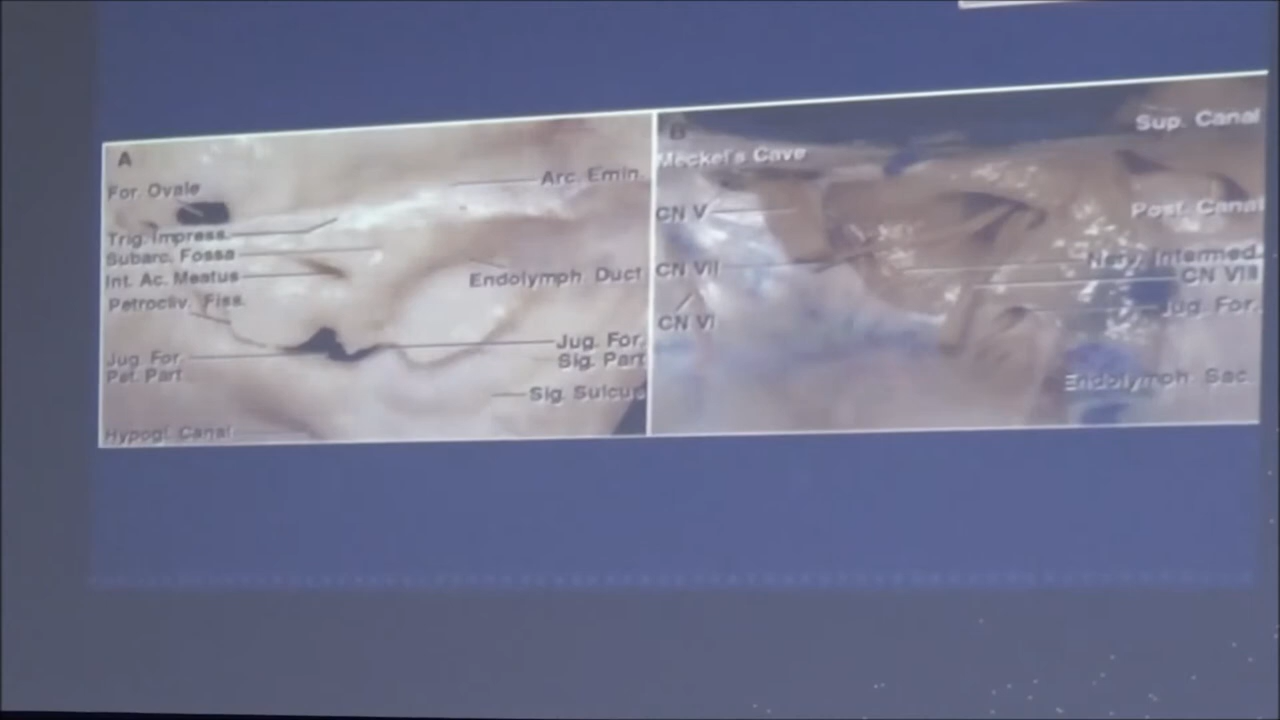 A
For. Ovale
Arc. Emin.
Trig. Impress.
Subarc. Fossa
Int. Ac. Meatus
Endolymph. Duct
Petrocliv. Fiss.
Jug. For.
Sig. Part
Jug. For.
Pet. Part
Sig. Sulcus
Hypogl. Canal
B
Sup. Canal
Meckel's Cave
CN V
Post. Canal
Nerv. Intermed.
CN VII
CN VIII
Jug. For.
CN VI
Endolymph. Sac